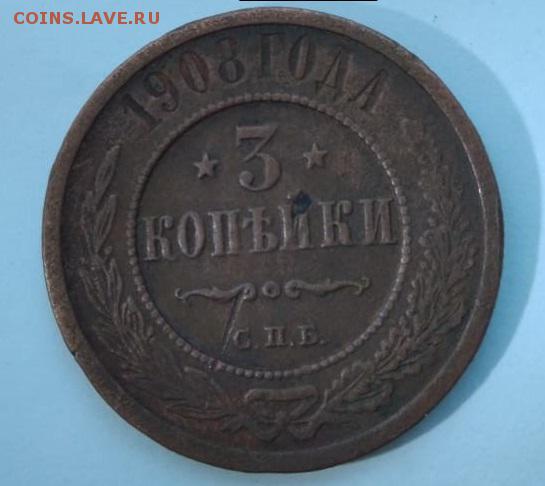 COINS.LAVE.RU
1908 ГОДА
3
КОПѢЙКИ
С.П.Б.